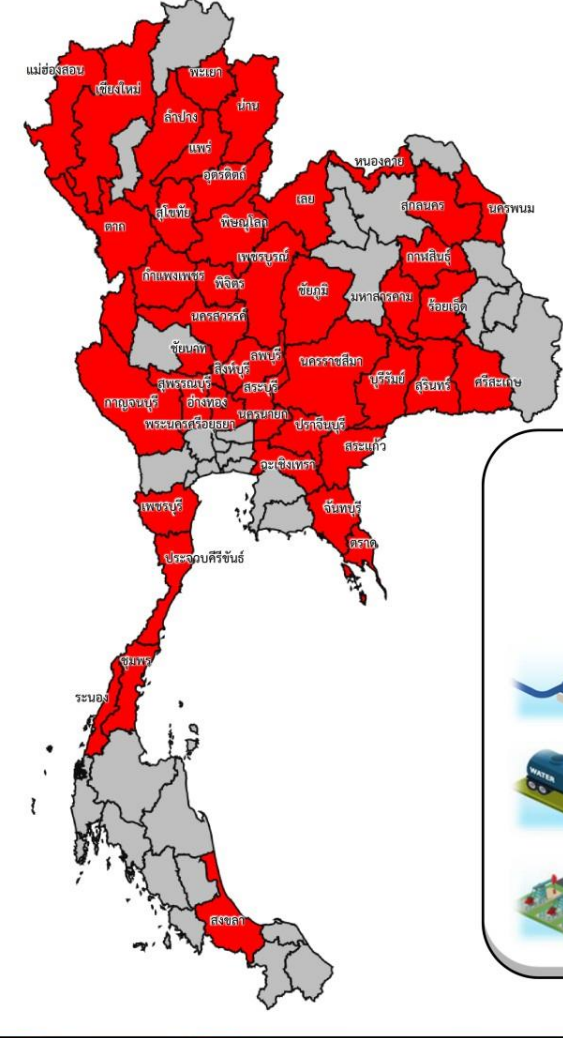 แม่ฮ่องสอน
เชียงใหม่
พะเยา
น่าน
ลำปาง
แพร่
อุตรดิตถ์
หนองคาย
เลย
สกลนคร
นครพนม
ตาก
สุโขทัย
พิษณุโลก
เพชรบูรณ์
กาฬสินธุ์
กำแพงเพชร
พิจิตร
ชัยภูมิ
มหาสารคาม
ร้อยเอ็ด
นครสวรรค์
ชัยนาท
ลพบุรี
สิงห์บุรี
นครราชสีมา
สุพรรณบุรี
สระบุรี
บุรีรัมย์
สุรินทร์
ศรีสะเกษ
กาญจนบุรี
อ่างทอง
นครนายก
พระนครศรีอยุธยา
ปราจีนบุรี
สระแก้ว
ฉะเชิงเทรา
เพชรบุรี
จันทบุรี
ตราด
ประจวบคีรีขันธ์
ชุมพร
ระนอง
WATER
สงขลา